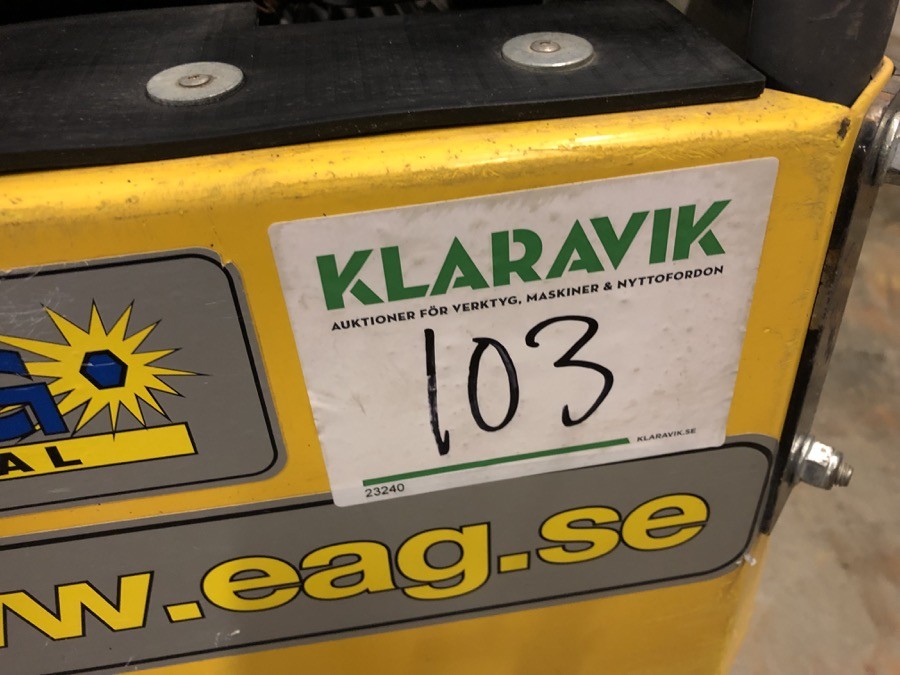 KLARAVIK
AUKTIONER FÖR VERKTYG, MASKINER & NYTTOFORDON
103
KLARAVIK.SE
23240
AL
w.eag.se